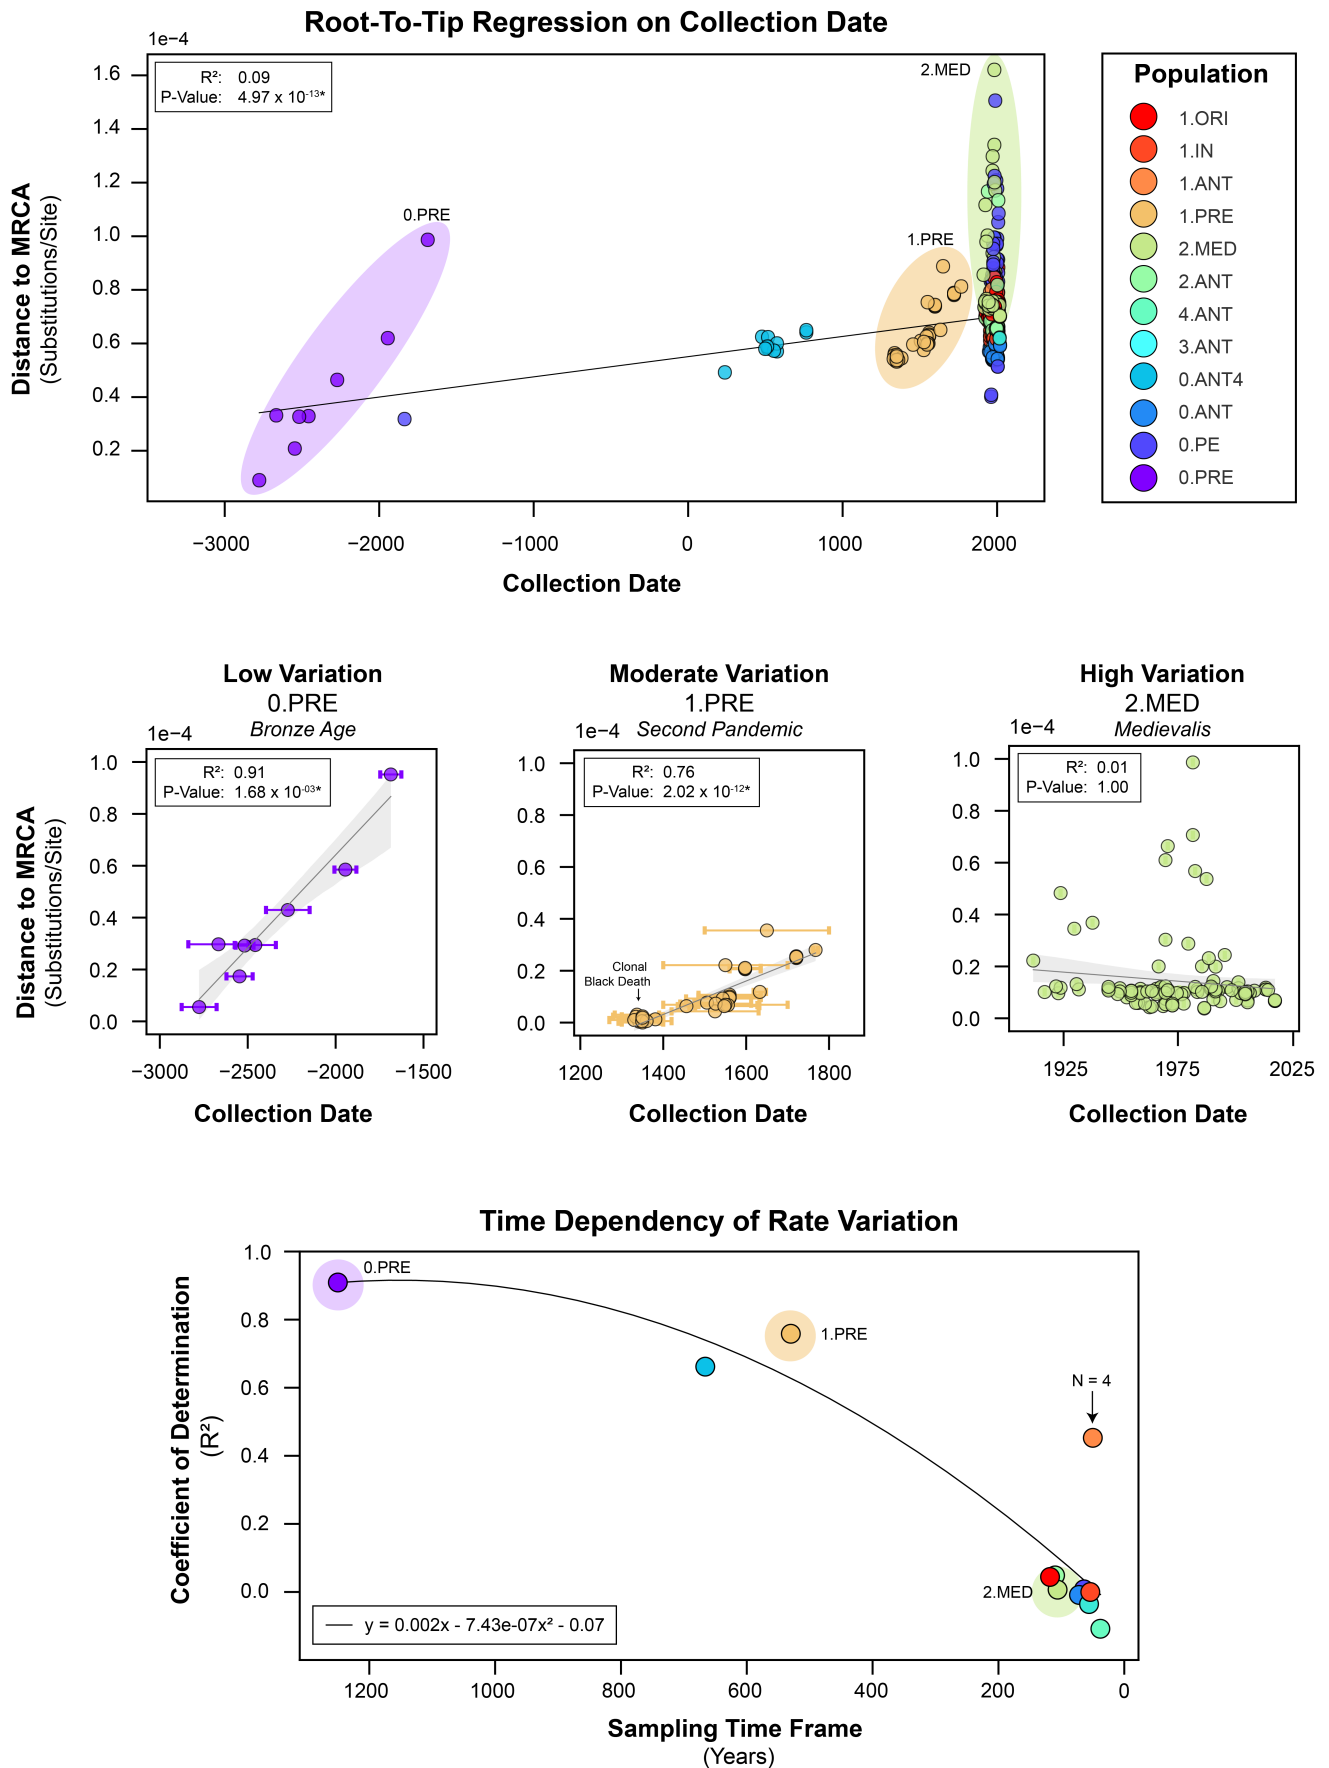 Root-To-Tip Regression on Collection Date
1e−4
R²: 0.09
P-Value: 4.97 x 10-13*
0.PRE
1.PRE
2.MED
1.6
1.4
1.2
1.0
0.8
0.6
0.4
0.2
Distance to MRCA
(Substitutions/Site)
−3000 −2000 −1000 0 1000 2000
Collection Date
Population
1.ORI
1.IN
1.ANT
1.PRE
2.MED
2.ANT
4.ANT
3.ANT
0.ANT4
0.ANT
0.PE
0.PRE
Low Variation
0.PRE
Bronze Age
1e−4
R²: 0.91
P-Value: 1.68 x 10-03*
1.0
0.8
0.6
0.4
0.2
0.0
Distance to MRCA
(Substitutions/Site)
−3000 −2500 −2000 −1500
Collection Date
Moderate Variation
1.PRE
1e−4 Second Pandemic
R²: 0.76
P-Value: 2.02 x 10-12*
Clonal
Black Death
1.0
0.8
0.6
0.4
0.2
0.0
1200 1400 1600 1800
Collection Date
High Variation
2.MED
1e−4 Medievalis
R²: 0.01
P-Value: 1.00
1.0
0.8
0.6
0.4
0.2
0.0
1925 1975 2025
Collection Date
Time Dependency of Rate Variation
0.PRE
1.PRE
N = 4
2.MED
1.0
0.8
0.6
0.4
0.2
0.0
Coefficient of Determination
(R²)
y = 0.002x - 7.43e-07x² - 0.07
1200 1000 800 600 400 200 0
Sampling Time Frame
(Years)